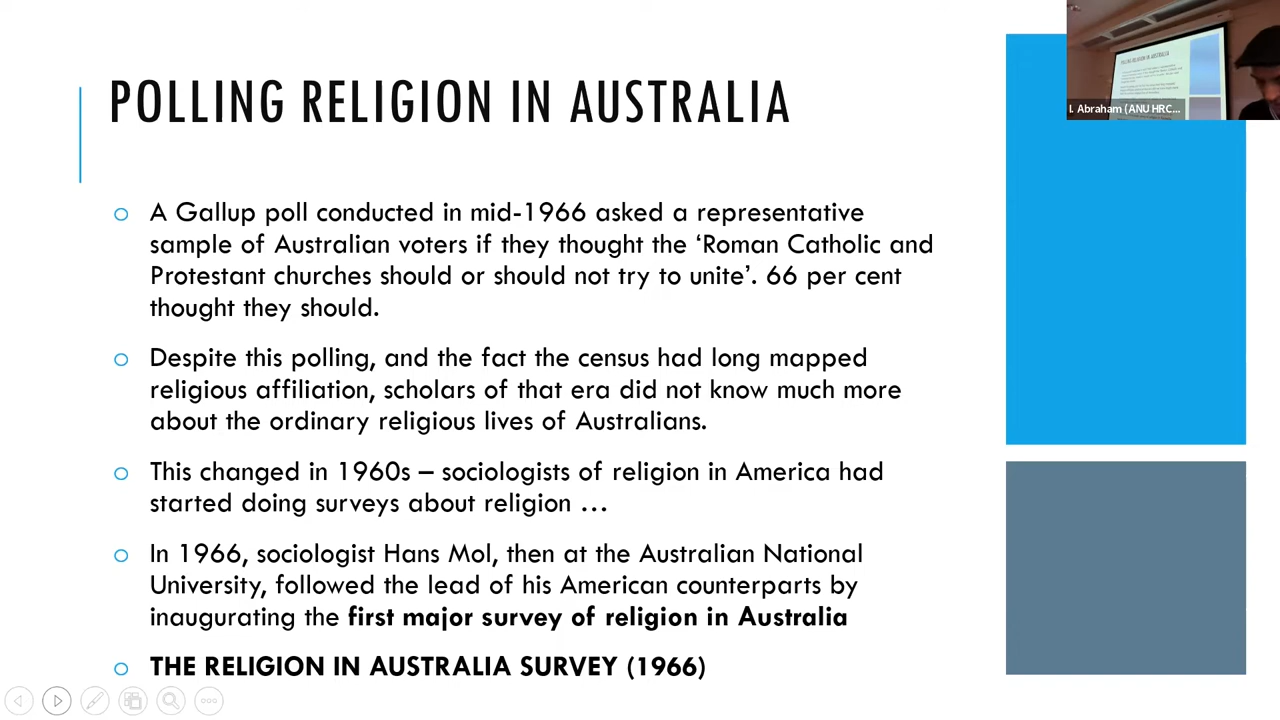 POLLING RELIGION IN AUSTRALIA
I. Abraham (ANU HRC...
POLLING RELIGION IN AUSTRALIA
o A Gallup poll conducted in mid-1966 asked a representative
sample of Australian voters if they thought the ‘Roman Catholic and
Protestant churches should or should not try to unite’. 66 per cent
thought they should.
o Despite this polling, and the fact the census had long mapped
religious affiliation, scholars of that era did not know much more
about the ordinary religious lives of Australians.
o This changed in 1960s – sociologists of religion in America had
started doing surveys about religion …
o In 1966, sociologist Hans Mol, then at the Australian National
University, followed the lead of his American counterparts by
inaugurating the first major survey of religion in Australia
o THE RELIGION IN AUSTRALIA SURVEY (1966)